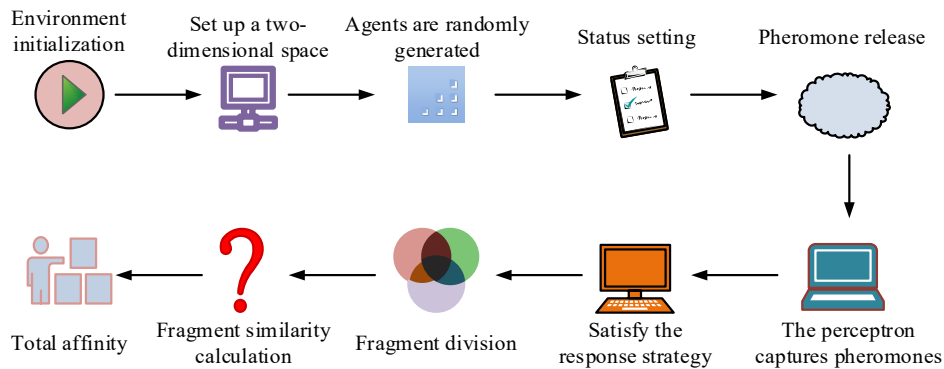 Environment
initialization
Set up a two-
dimensional space
Agents are randomly
generated
Status setting
Pheromone release
Total affinity
Fragment similarity
calculation
Fragment division
Satisfy the
response strategy
The perceptron
captures pheromones